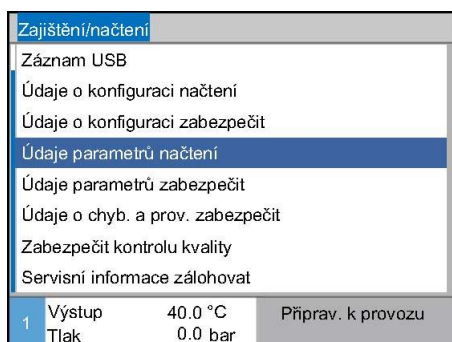 Zajištění/načtení
Záznam USB
Údaje o konfiguraci načtení
Údaje o konfiguraci zabezpečit
Údaje parametrů načtení
Údaje parametrů zabezpečit
Údaje o chyb. a prov. zabezpečit
Zabezpečit kontrolu kvality
Servisní informace zálohovat
1 Výstup 40.0 °C Připrav. k provozu
Tlak 0.0 bar